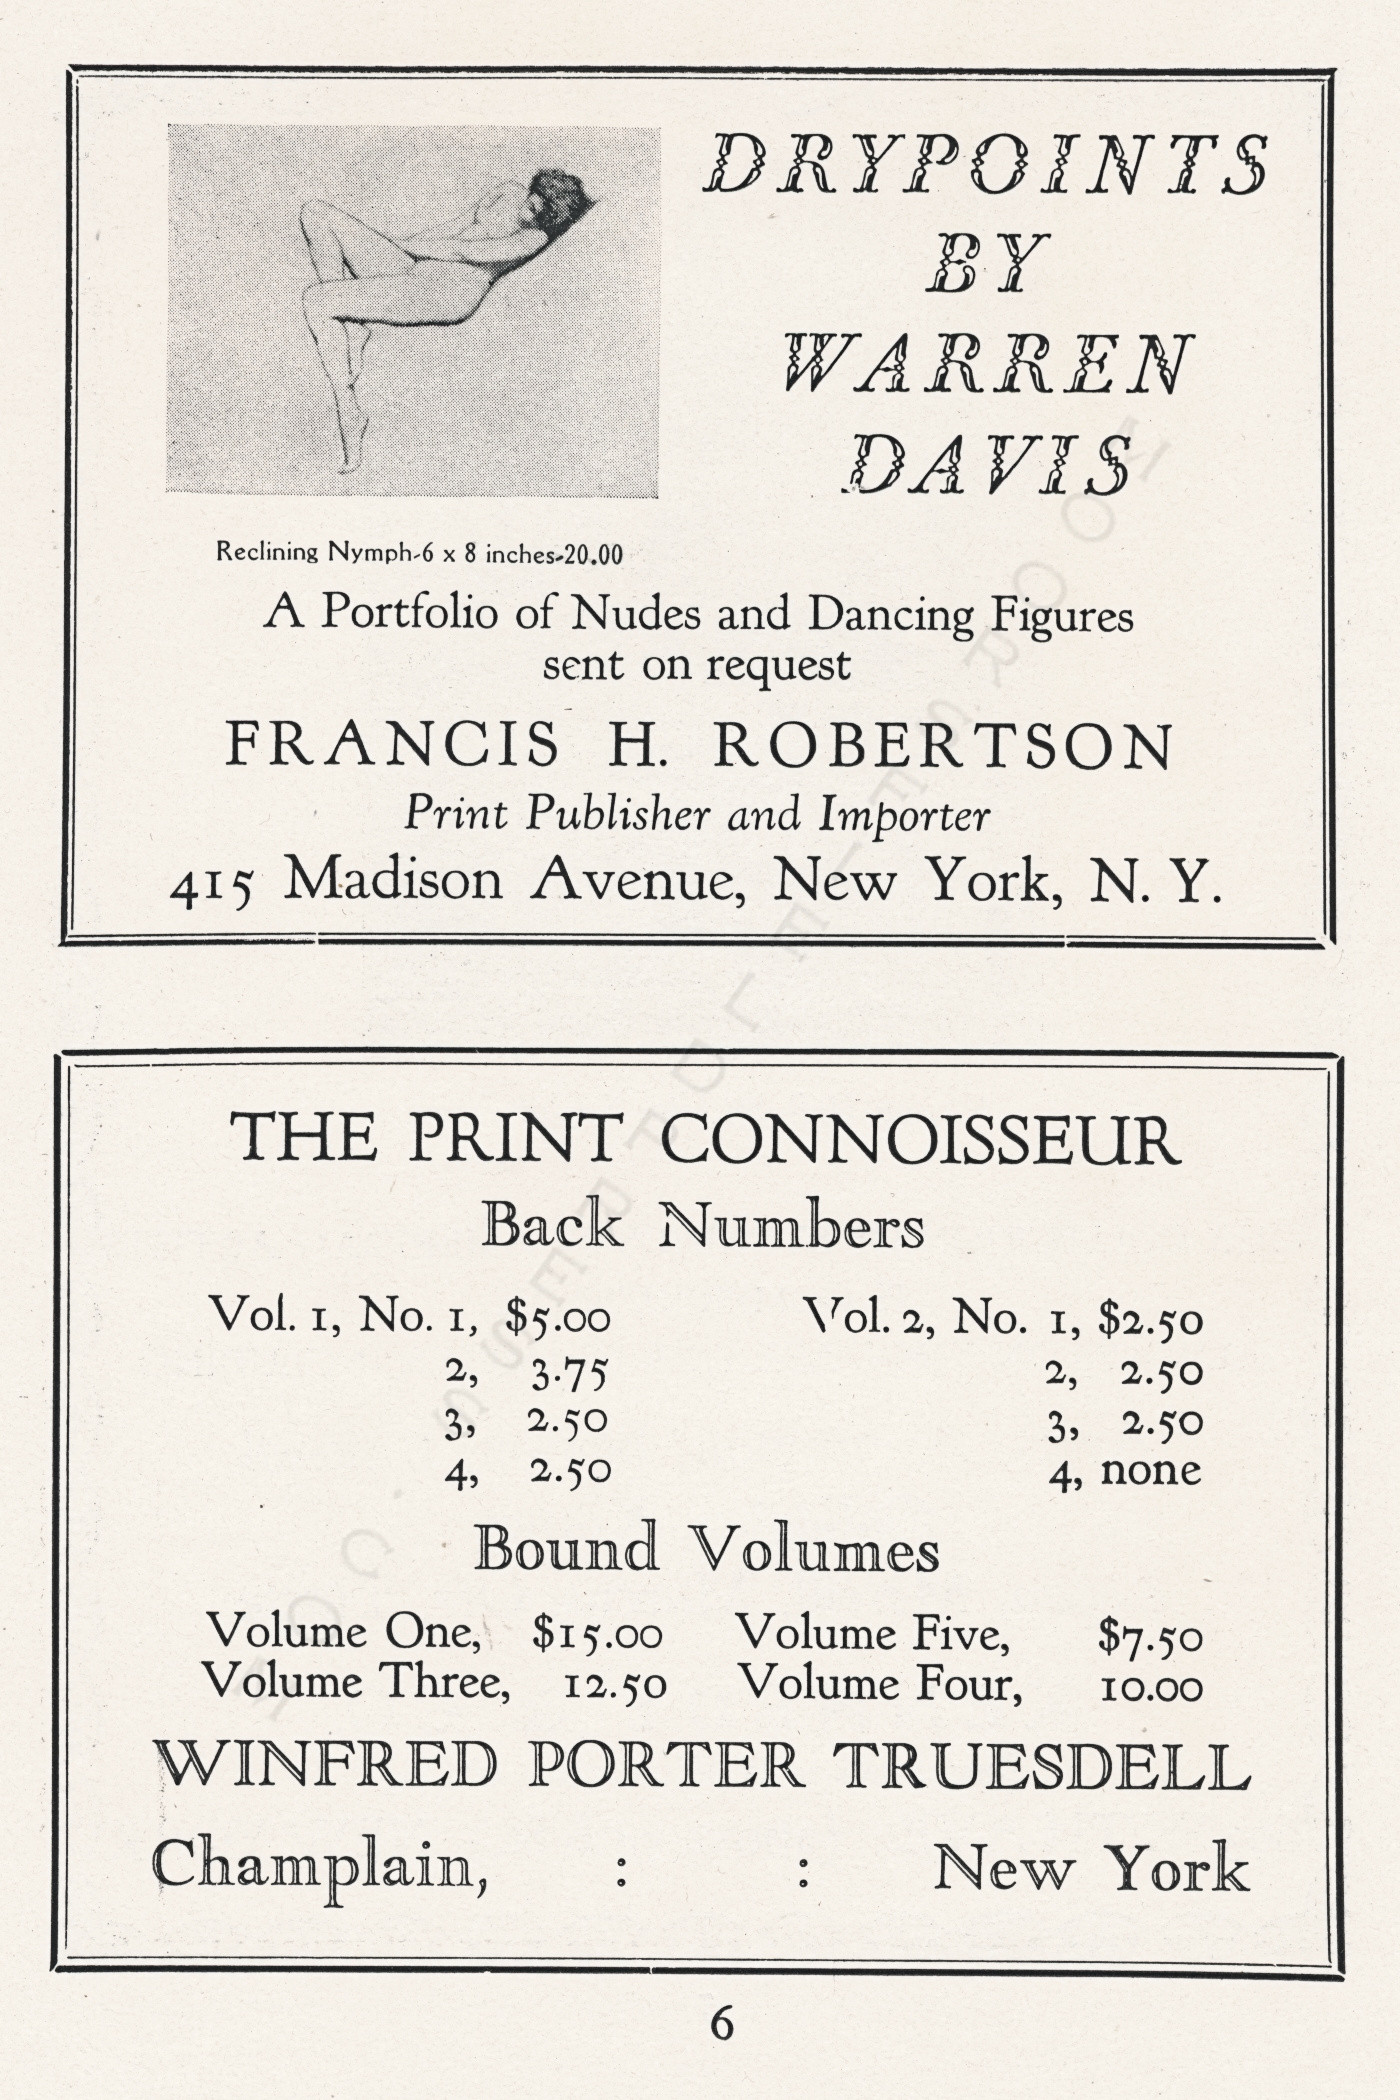 DRYPOINTS
BY
WARREN
DAVIS
Reclining Nymph-6 x 8 inches-20.00
A Portfolio of Nudes and Dancing Figures
sent on request
FRANCIS H. ROBERTSON
Print Publisher and Importer
415 Madison Avenue, New York, N. Y.
THE PRINT CONNOISSEUR
Back Numbers
Vol. 1, No. 1, $5.00
2, 3.75
3, 2.50
4, 2.50
Vol. 2, No. 1, $2.50
2, 2.50
3, 2.50
4, none
Bound Volumes
Volume One, $15.00 Volume Five, $7.50
Volume Three, 12.50 Volume Four, 10.00
WINFRED PORTER TRUESDELL
Champlain, : : New York
6